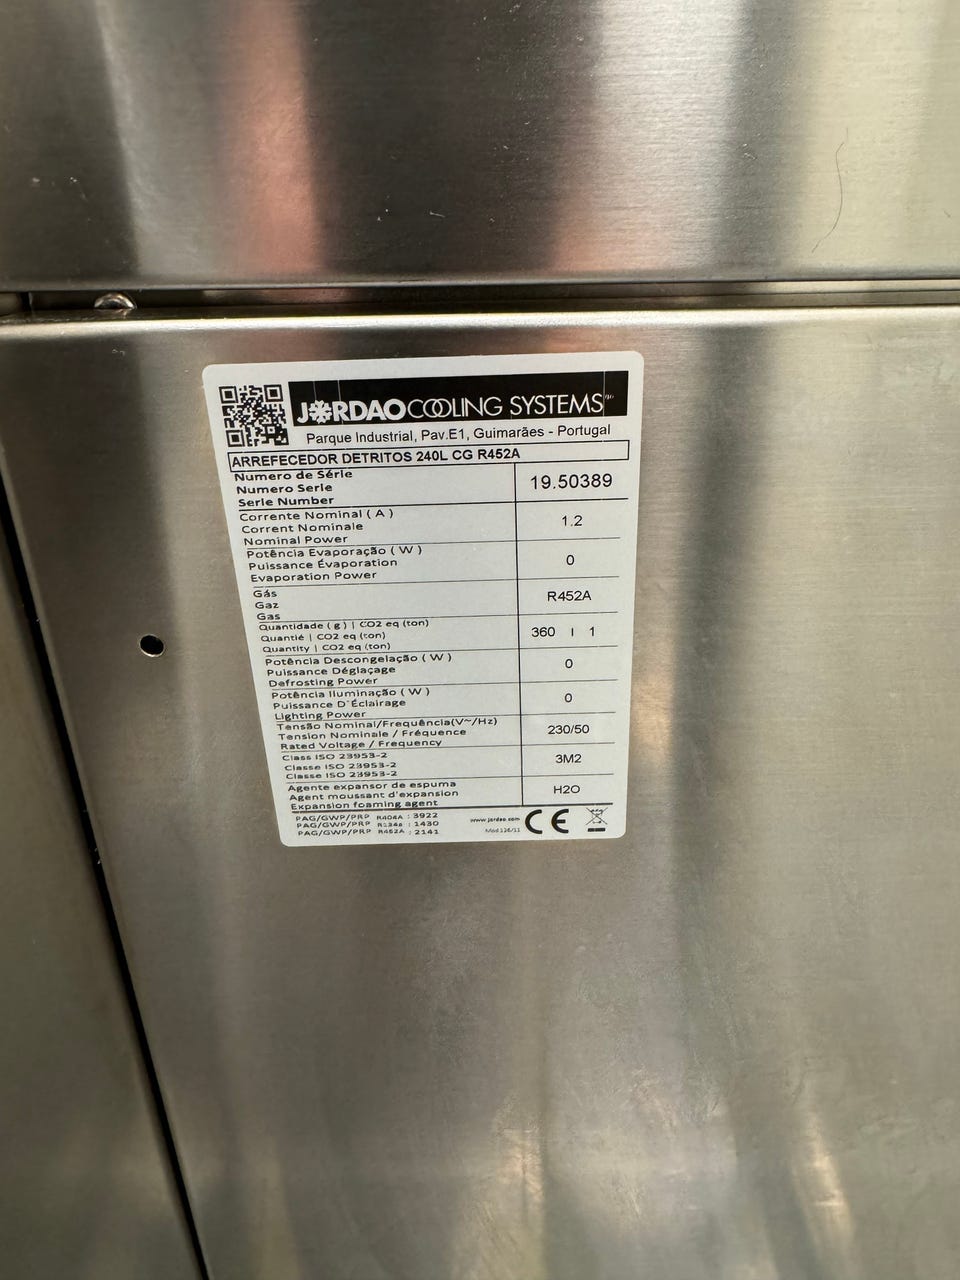 JORDAO COOLING SYSTEMS
Parque Industrial, Pav.E1, Guimarães - Portugal
ARREFECEDOR DETRITOS 240L CG R452A
Numero de Série
Numero Serie
Serie Number
19.50389
Corrente Nominal ( A )
Corrent Nominale
Nominal Power
1.2
Potência Evaporação ( W )
Puissance Évaporation
Evaporation Power
0
Gás
Gaz
Gas
R452A
Quantidade ( g ) | CO2 eq (ton)
Quantié | CO2 eq (ton)
Quantity | CO2 eq (ton)
360 | 1
Potência Descongelação ( W )
Puissance Déglaçage
Defrosting Power
0
Potência Iluminação ( W )
Puissance D'Éclairage
Lighting Power
0
Tensão Nominal/Frequência(V~/Hz)
Tension Nominale / Fréquence
Rated Voltage / Frequency
230/50
Class ISO 23953-2
Classe ISO 23953-2
Classe ISO 23953-2
3M2
Agente expansor de espuma
Agent moussant d'expansion
Expansion foaming agent
H2O
PAG/GWP/PRP R404A : 3922
PAG/GWP/PRP R134a : 1430
PAG/GWP/PRP R452A : 2141
www.jordao.com
Mod.126/11
CE